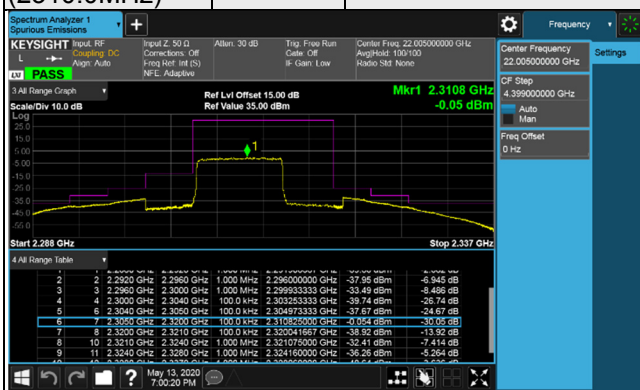 Spectrum Analyzer 1
Spurious Emissions
Frequency
KEYSIGHT Input: RF
Coupling: DC
Align: Auto
Input Z: 50 Ω
Corrections: Off
Freq Ref: Int (S)
NFE: Adaptive
Atten: 30 dB
Trig: Free Run
Gate: Off
IF Gain: Low
Center Freq: 22.005000000 GHz
Avg|Hold: 100/100
Radio Std: None
L
LXI PASS
Center Frequency
22.005000000 GHz
Settings
CF Step
4.399000000 GHz
Auto
Man
Freq Offset
0 Hz
3 All Range Graph
Ref Lvl Offset 15.00 dB
Mkr1 2.3108 GHz
Scale/Div 10.0 dB
Ref Value 35.00 dBm
-0.05 dBm
Log
25.0
15.0
5.00
-5.00
-15.0
-25.0
-35.0
-45.0
-55.0
1
Start 2.288 GHz
Stop 2.337 GHz
4 All Range Table
2 2 2.2920 GHz 2.2960 GHz 1.000 MHz 2.296000000 GHz -37.95 dBm -6.945 dB
3 3 2.2960 GHz 2.3000 GHz 1.000 MHz 2.299933333 GHz -33.49 dBm -8.486 dB
4 4 2.3000 GHz 2.3040 GHz 100.0 kHz 2.303253333 GHz -39.74 dBm -26.74 dB
5 6 2.3040 GHz 2.3050 GHz 100.0 kHz 2.304973333 GHz -37.67 dBm -24.67 dB
6 7 2.3050 GHz 2.3200 GHz 100.0 kHz 2.310825000 GHz -0.054 dBm -30.05 dB
7 8 2.3200 GHz 2.3210 GHz 100.0 kHz 2.320041667 GHz -38.92 dBm -13.92 dB
8 10 2.3210 GHz 2.3240 GHz 1.000 MHz 2.321075000 GHz -32.41 dBm -7.414 dB
9 11 2.3240 GHz 2.3280 GHz 1.000 MHz 2.324160000 GHz -36.26 dBm -5.264 dB
?
May 13, 2020
7:00:20 PM